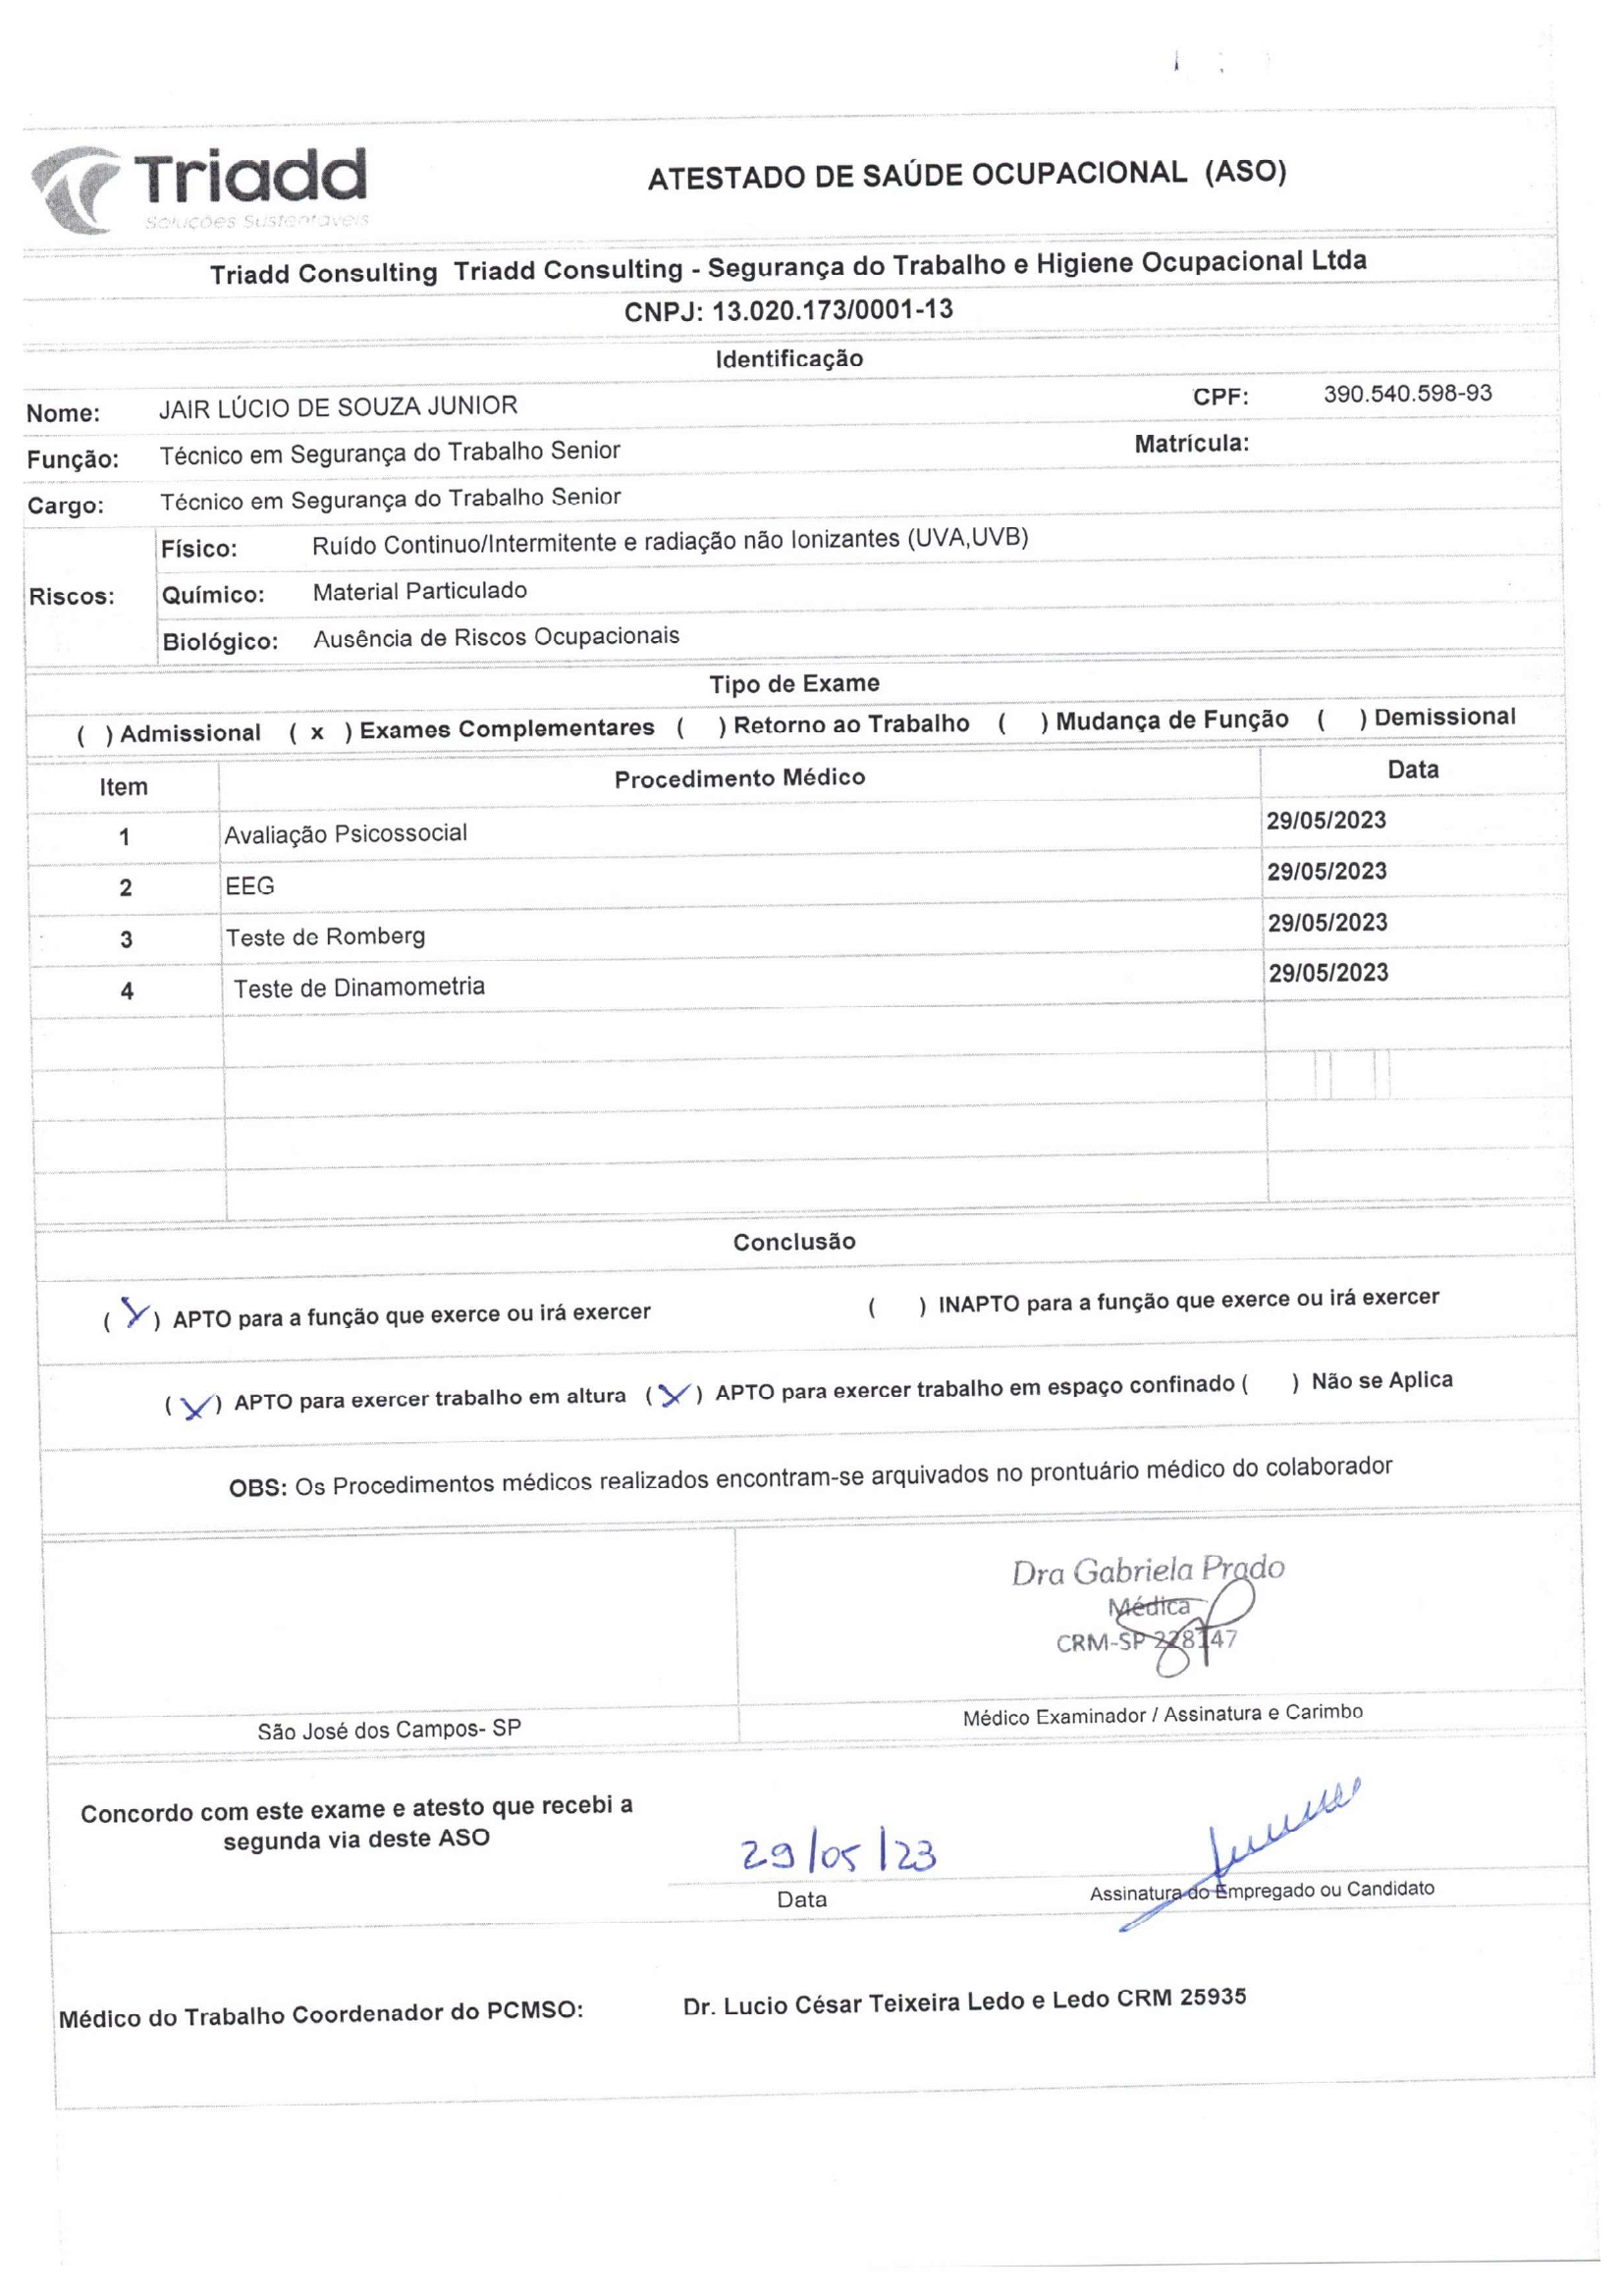 Triadd
Soluções Sustentáveis
ATESTADO DE SAÚDE OCUPACIONAL (ASO)
Triadd Consulting Triadd Consulting - Segurança do Trabalho e Higiene Ocupacional Ltda
CNPJ: 13.020.173/0001-13
Identificação
Nome: JAIR LÚCIO DE SOUZA JUNIOR CPF: 390.540.598-93
Função: Técnico em Segurança do Trabalho Senior Matrícula:
Cargo: Técnico em Segurança do Trabalho Senior
Riscos:
Físico: Ruído Continuo/Intermitente e radiação não Ionizantes (UVA,UVB)
Químico: Material Particulado
Biológico: Ausência de Riscos Ocupacionais
Tipo de Exame
( ) Admissional ( x ) Exames Complementares ( ) Retorno ao Trabalho ( ) Mudança de Função ( ) Demissional
Item Procedimento Médico Data
1 Avaliação Psicossocial 29/05/2023
2 EEG 29/05/2023
3 Teste de Romberg 29/05/2023
4 Teste de Dinamometria 29/05/2023
Conclusão
( X ) APTO para a função que exerce ou irá exercer ( ) INAPTO para a função que exerce ou irá exercer
( X ) APTO para exercer trabalho em altura ( X ) APTO para exercer trabalho em espaço confinado ( ) Não se Aplica
OBS: Os Procedimentos médicos realizados encontram-se arquivados no prontuário médico do colaborador
Dra Gabriela Prado
Médica
CRM-SP 228147
São José dos Campos- SP
Médico Examinador / Assinatura e Carimbo
Concordo com este exame e atesto que recebi a
segunda via deste ASO
29/05/23
Data
Assinatura do Empregado ou Candidato
Médico do Trabalho Coordenador do PCMSO: Dr. Lucio César Teixeira Ledo e Ledo CRM 25935